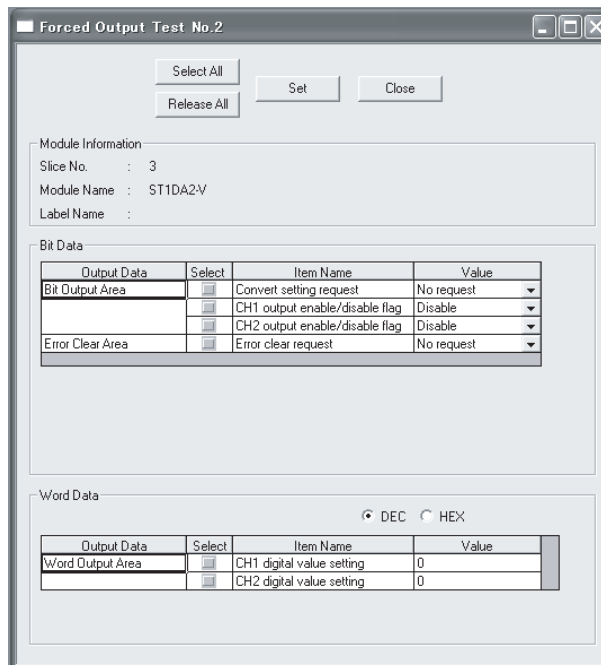 Forced Output Test No.2
Select All
Set
Close
Release All
Module Information
Slice No. : 3
Module Name : ST1DA2-V
Label Name :
Bit Data
Output Data Select Item Name Value
Bit Output Area Convert setting request No request
CH1 output enable/disable flag Disable
CH2 output enable/disable flag Disable
Error Clear Area Error clear request No request
Word Data
DEC HEX
Output Data Select Item Name Value
Word Output Area CH1 digital value setting 0
CH2 digital value setting 0